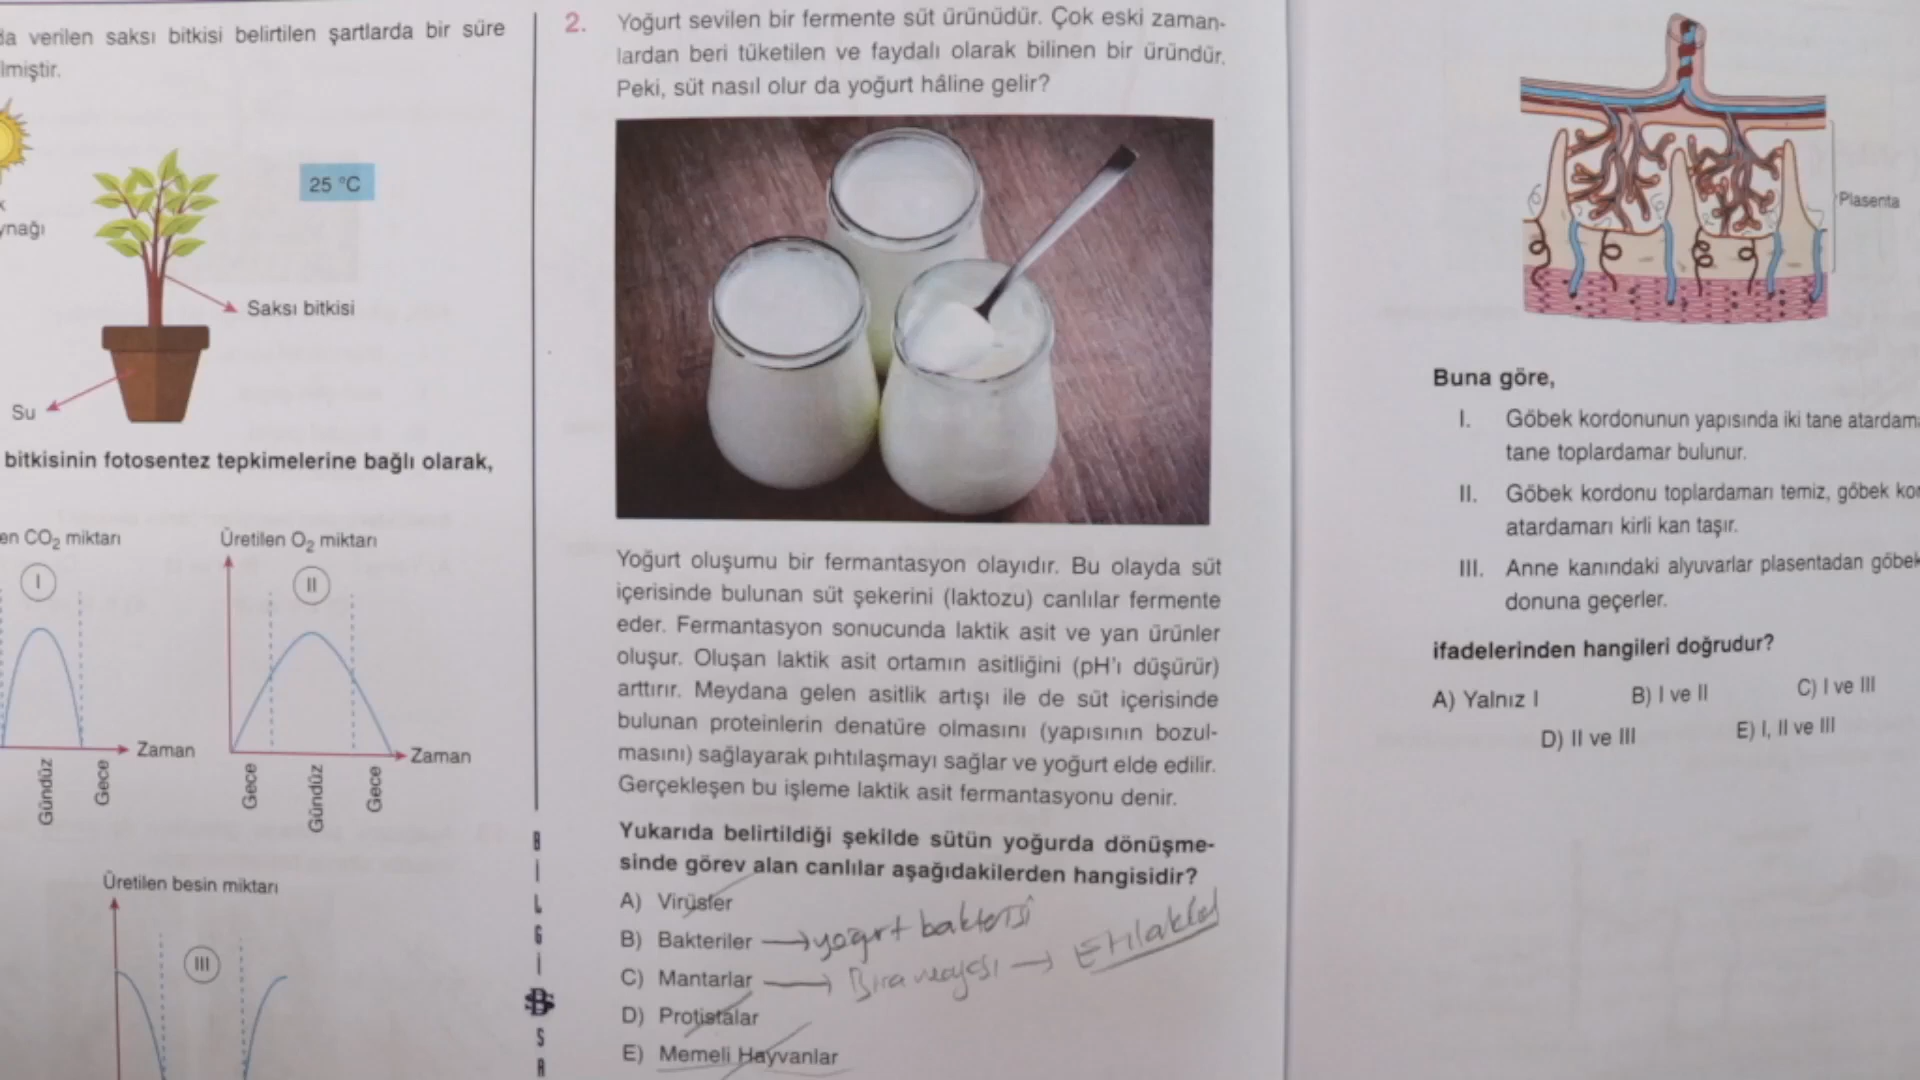 verilen saksı bitkisi belirtilen şartlarda bir süre
25 °C
Saksı bitkisi
Su
bitkisinin fotosentez tepkimelerine bağlı olarak,
CO₂ miktarı
I
Zaman
Gündüz
Gece
Üretilen O₂ miktarı
II
Zaman
Gece
Gündüz
Gece
Üretilen besin miktarı
III
BİLGİ
SA
2. Yoğurt sevilen bir fermente süt ürünüdür. Çok eski zaman-
lardan beri tüketilen ve faydalı olarak bilinen bir üründür.
Peki, süt nasıl olur da yoğurt hâline gelir?
Yoğurt oluşumu bir fermantasyon olayıdır. Bu olayda süt
içerisinde bulunan süt şekerini (laktozu) canlılar fermente
eder. Fermantasyon sonucunda laktik asit ve yan ürünler
oluşur. Oluşan laktik asit ortamın asitliğini (pH'ı düşürür)
arttırır. Meydana gelen asitlik artışı ile de süt içerisinde
bulunan proteinlerin denatüre olmasını (yapısının bozul-
masını) sağlayarak pıhtılaşmayı sağlar ve yoğurt elde edilir.
Gerçekleşen bu işleme laktik asit fermantasyonu denir.
Yukarıda belirtildiği şekilde sütün yoğurda dönüşme-
sinde görev alan canlılar aşağıdakilerden hangisidir?
A) Virüsler
B) Bakteriler → yoğurt bakterisi
C) Mantarlar → Bira mayası → Etilalkol
D) Protistalar
E) Memeli Hayvanlar
Plasenta
Buna göre,
I. Göbek kordonunun yapısında iki tane
tane toplardamar bulunur.
II. Göbek kordonu toplardamarı temiz, göbek
atardamarı kirli kan taşır.
III. Anne kanındaki alyuvarlar plasentadan göbek
donuna geçerler.
ifadelerinden hangileri doğrudur?
A) Yalnız I B) I ve II C) I ve III
D) II ve III E) I, II ve III